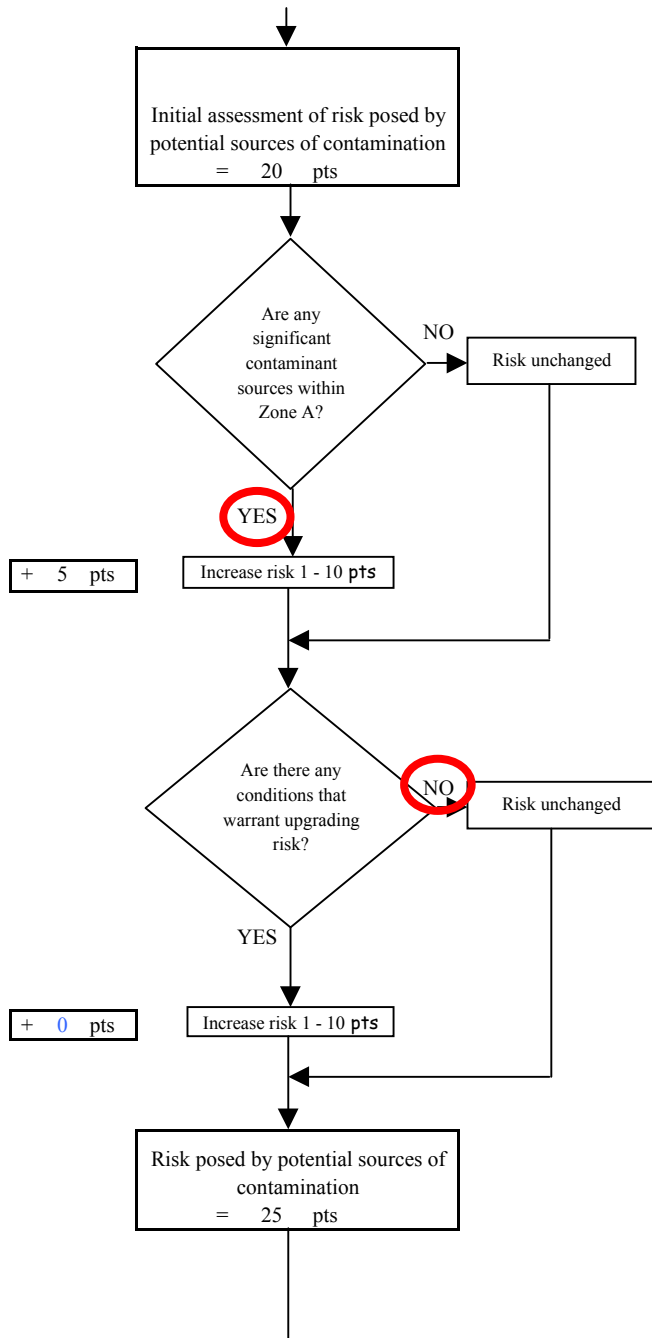 Initial assessment of risk posed by
potential sources of contamination
= 20 pts
Are any
significant
contaminant
sources within
Zone A?
NO
Risk unchanged
YES
+ 5 pts
Increase risk 1 - 10 pts
Are there any
conditions that
warrant upgrading
risk?
NO
Risk unchanged
YES
+ 0 pts
Increase risk 1 - 10 pts
Risk posed by potential sources of
contamination
= 25 pts